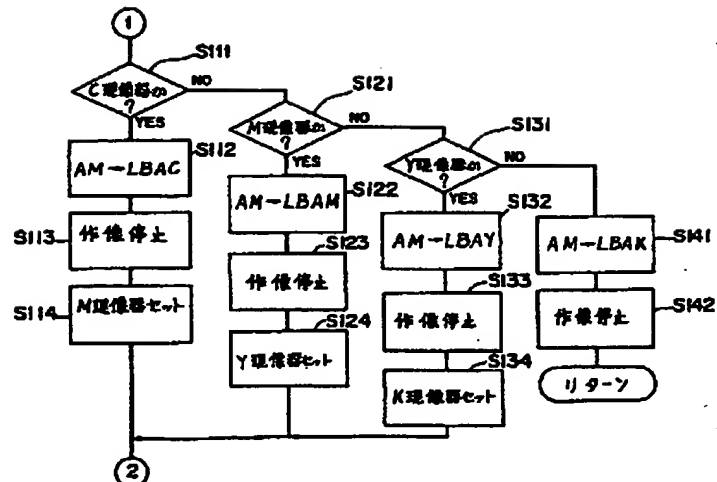 1
S111
C現像器か
?
NO
YES
S121
M現像器か
?
NO
YES
S131
Y現像器か
?
NO
YES
AM→LBAC
S112
S113
作像停止
S114
M現像器セット
AM→LBAM
S122
S123
作像停止
S124
Y現像器セット
AM→LBAY
S132
S133
作像停止
S134
K現像器セット
AM→LBAK
S141
作像停止
S142
リターン
2